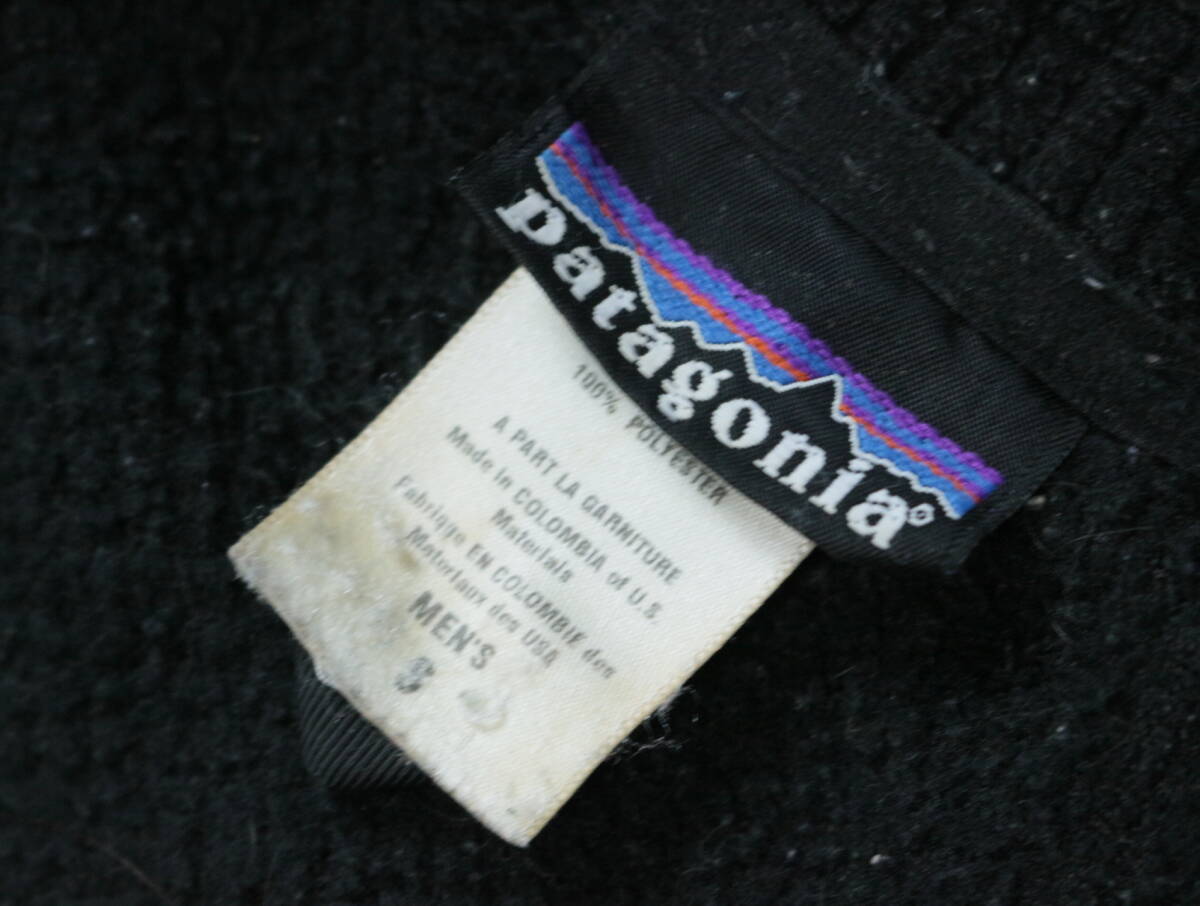 patagonia®
100% POLYESTER
A PART LA GARNITURE
Made in COLOMBIA of U.S.
Materials
Fabrique EN COLOMBIE des
Materiaux des USA
MEN'S
S